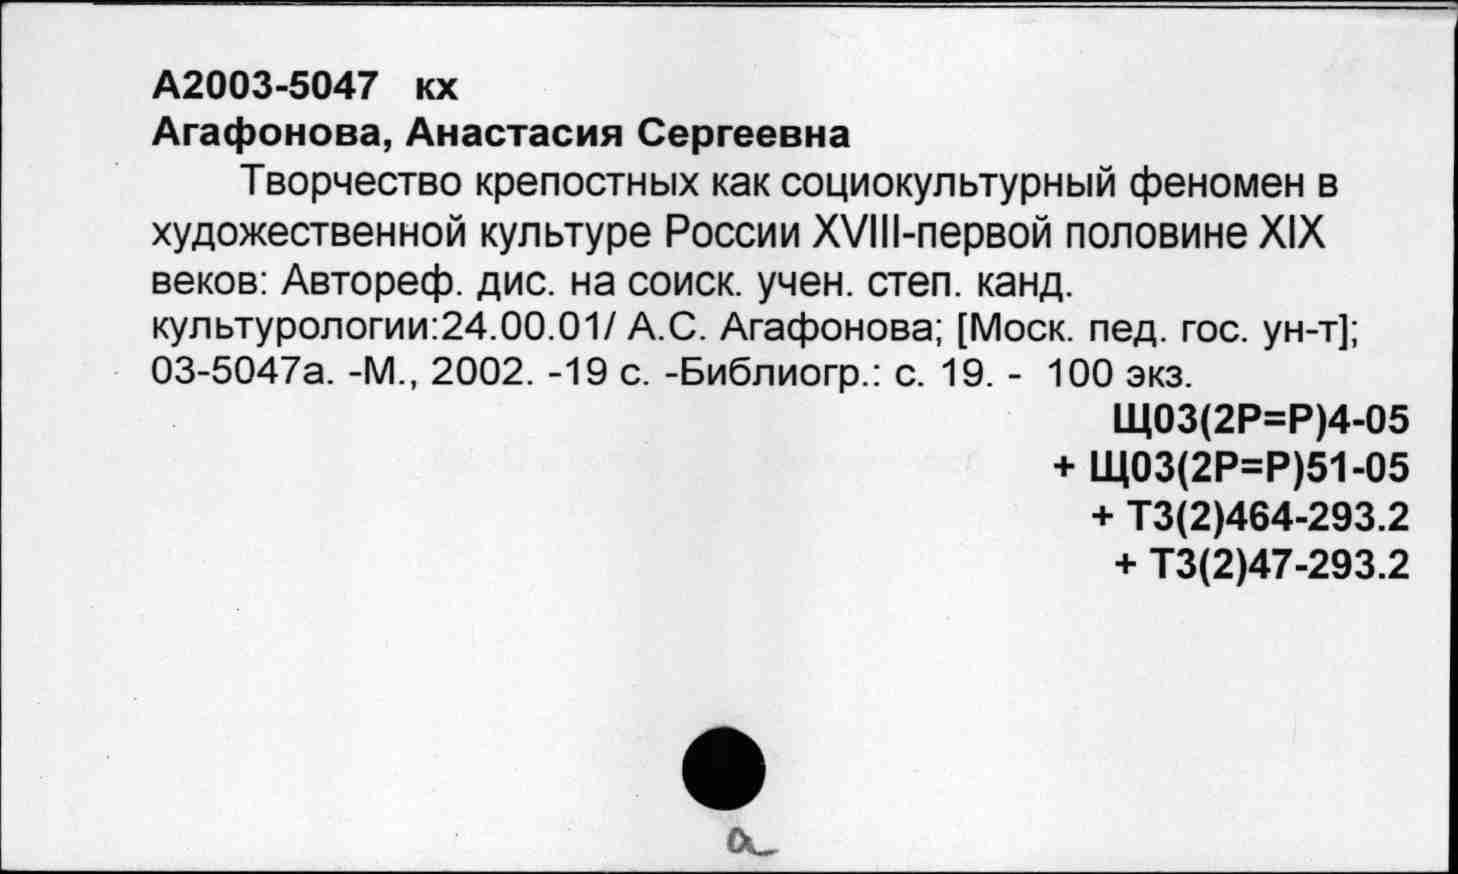 А2003-5047 кх
Агафонова, Анастасия Сергеевна
Творчество крепостных как социокультурный феномен в
художественной культуре России XVIII-первой половине XIX
веков: Автореф. дис. на соиск. учен. степ. канд.
культурологии:24.00.01/ А.С. Агафонова; [Моск. пед. гос. ун-т];
03-5047а. -М., 2002. -19 с. -Библиогр.: с. 19. - 100 экз.
Щ03(2Р=Р)4-05
+ Щ03(2Р=Р)51-05
+ Т3(2)464-293.2
+ Т3(2)47-293.2
а